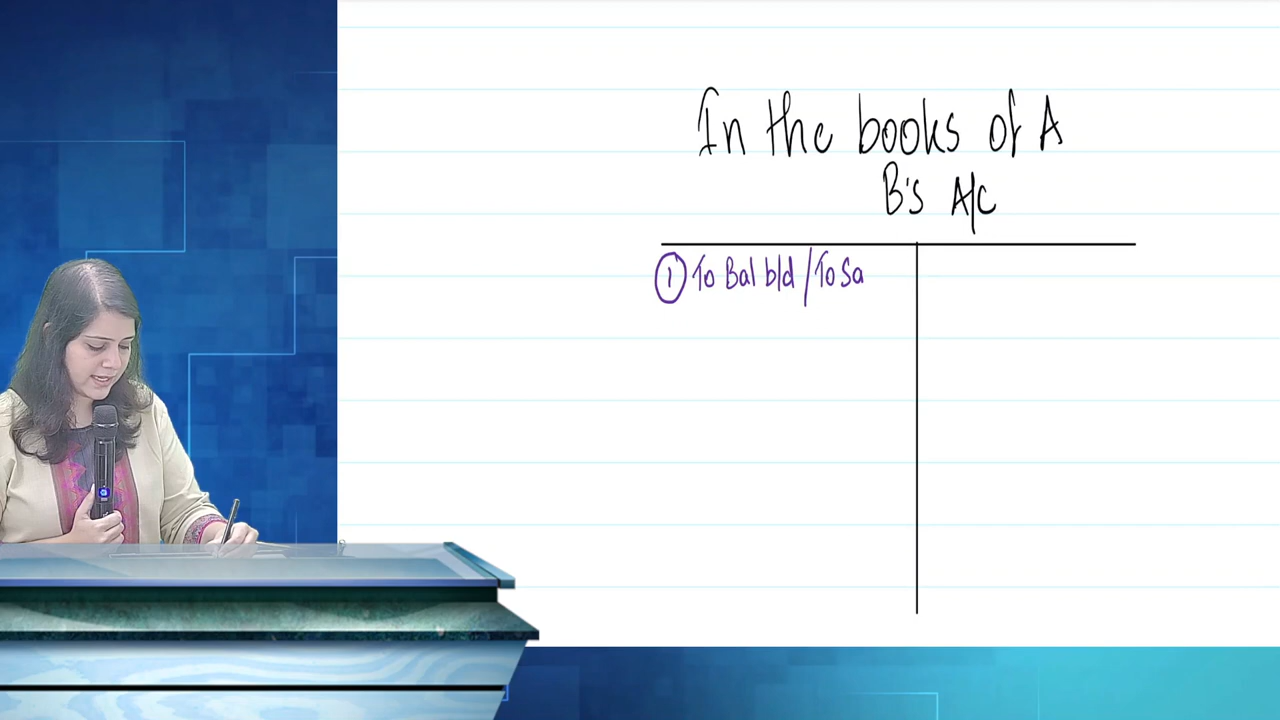 In the books of A
B's A/c
① To Bal b/d / To Sa